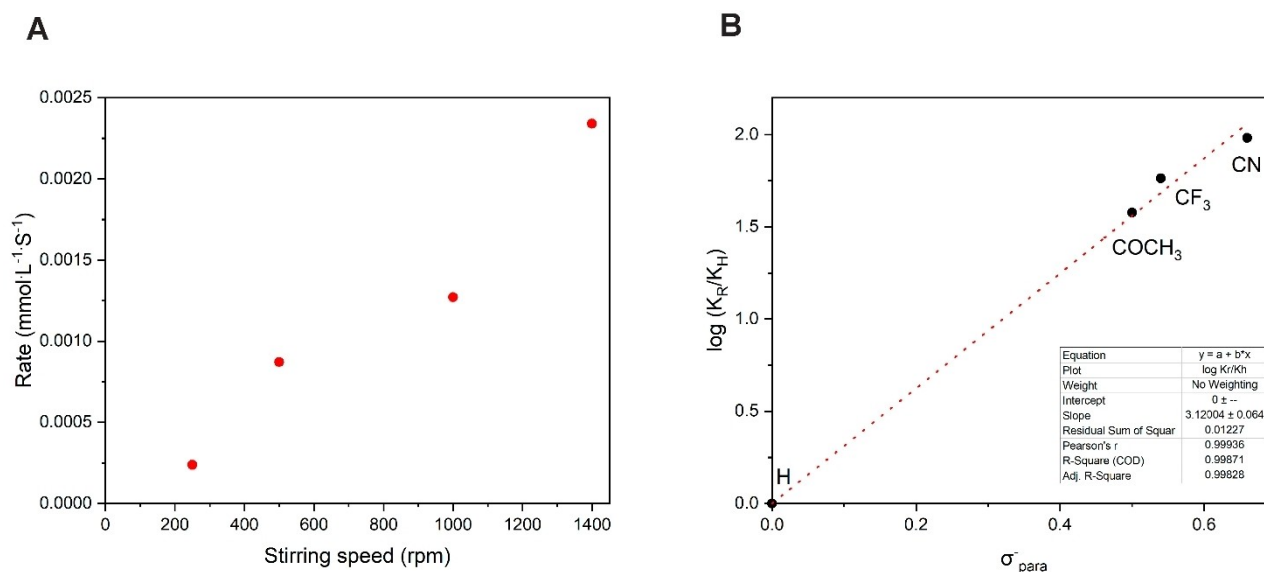 A
0.0025
0.0020
0.0015
0.0010
0.0005
0.0000
Rate (mmol·L⁻¹·S⁻¹)
0 200 400 600 800 1000 1200 1400
Stirring speed (rpm)
B
2.0
1.5
1.0
0.5
0.0
log (K_R/K_H)
CN
CF₃
COCH₃
H
Equation y = a + b*x
Plot log Kr/Kh
Weight No Weighting
Intercept 0 ± --
Slope 3.12004 ± 0.064
Residual Sum of Squar 0.01227
Pearson's r 0.99936
R-Square (COD) 0.99871
Adj. R-Square 0.99828
0.0 0.2 0.4 0.6
σ⁻para